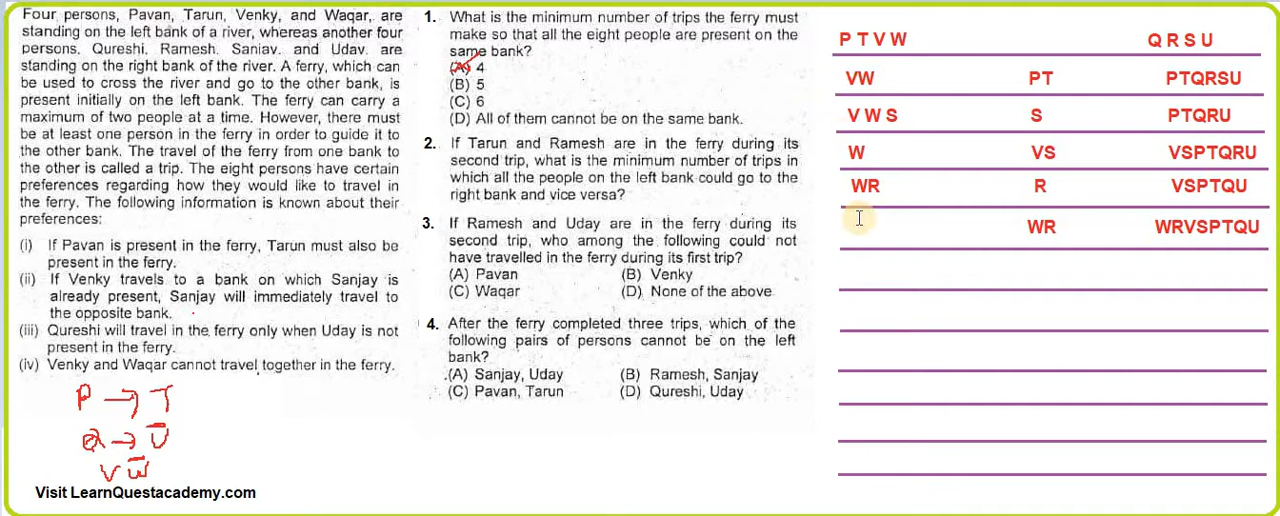 Four persons, Pavan, Tarun, Venky, and Waqar, are
standing on the left bank of a river, whereas another four
persons, Qureshi, Ramesh, Sanjay, and Uday, are
standing on the right bank of the river. A ferry, which can
be used to cross the river and go to the other bank, is
present initially on the left bank. The ferry can carry a
maximum of two people at a time. However, there must
be at least one person in the ferry in order to guide it to
the other bank. The travel of the ferry from one bank to
the other is called a trip. The eight persons have certain
preferences regarding how they would like to travel in
the ferry. The following information is known about their
preferences:
(i) If Pavan is present in the ferry, Tarun must also be
present in the ferry.
(ii) If Venky travels to a bank on which Sanjay is
already present, Sanjay will immediately travel to
the opposite bank.
(iii) Qureshi will travel in the ferry only when Uday is not
present in the ferry.
(iv) Venky and Waqar cannot travel together in the ferry.
P → T
Q → U̅
V W̅
Visit LearnQuestacademy.com
1. What is the minimum number of trips the ferry must
make so that all the eight people are present on the
same bank?
(A) 4
(B) 5
(C) 6
(D) All of them cannot be on the same bank.
2. If Tarun and Ramesh are in the ferry during its
second trip, what is the minimum number of trips in
which all the people on the left bank could go to the
right bank and vice versa?
3. If Ramesh and Uday are in the ferry during its
second trip, who among the following could not
have travelled in the ferry during its first trip?
(A) Pavan (B) Venky
(C) Waqar (D) None of the above
4. After the ferry completed three trips, which of the
following pairs of persons cannot be on the left
bank?
(A) Sanjay, Uday (B) Ramesh, Sanjay
(C) Pavan, Tarun (D) Qureshi, Uday
P T V W Q R S U
VW PT PTQRSU
V W S S PTQRU
W VS VSPTQRU
WR R VSPTQU
WR WRVSPTQU